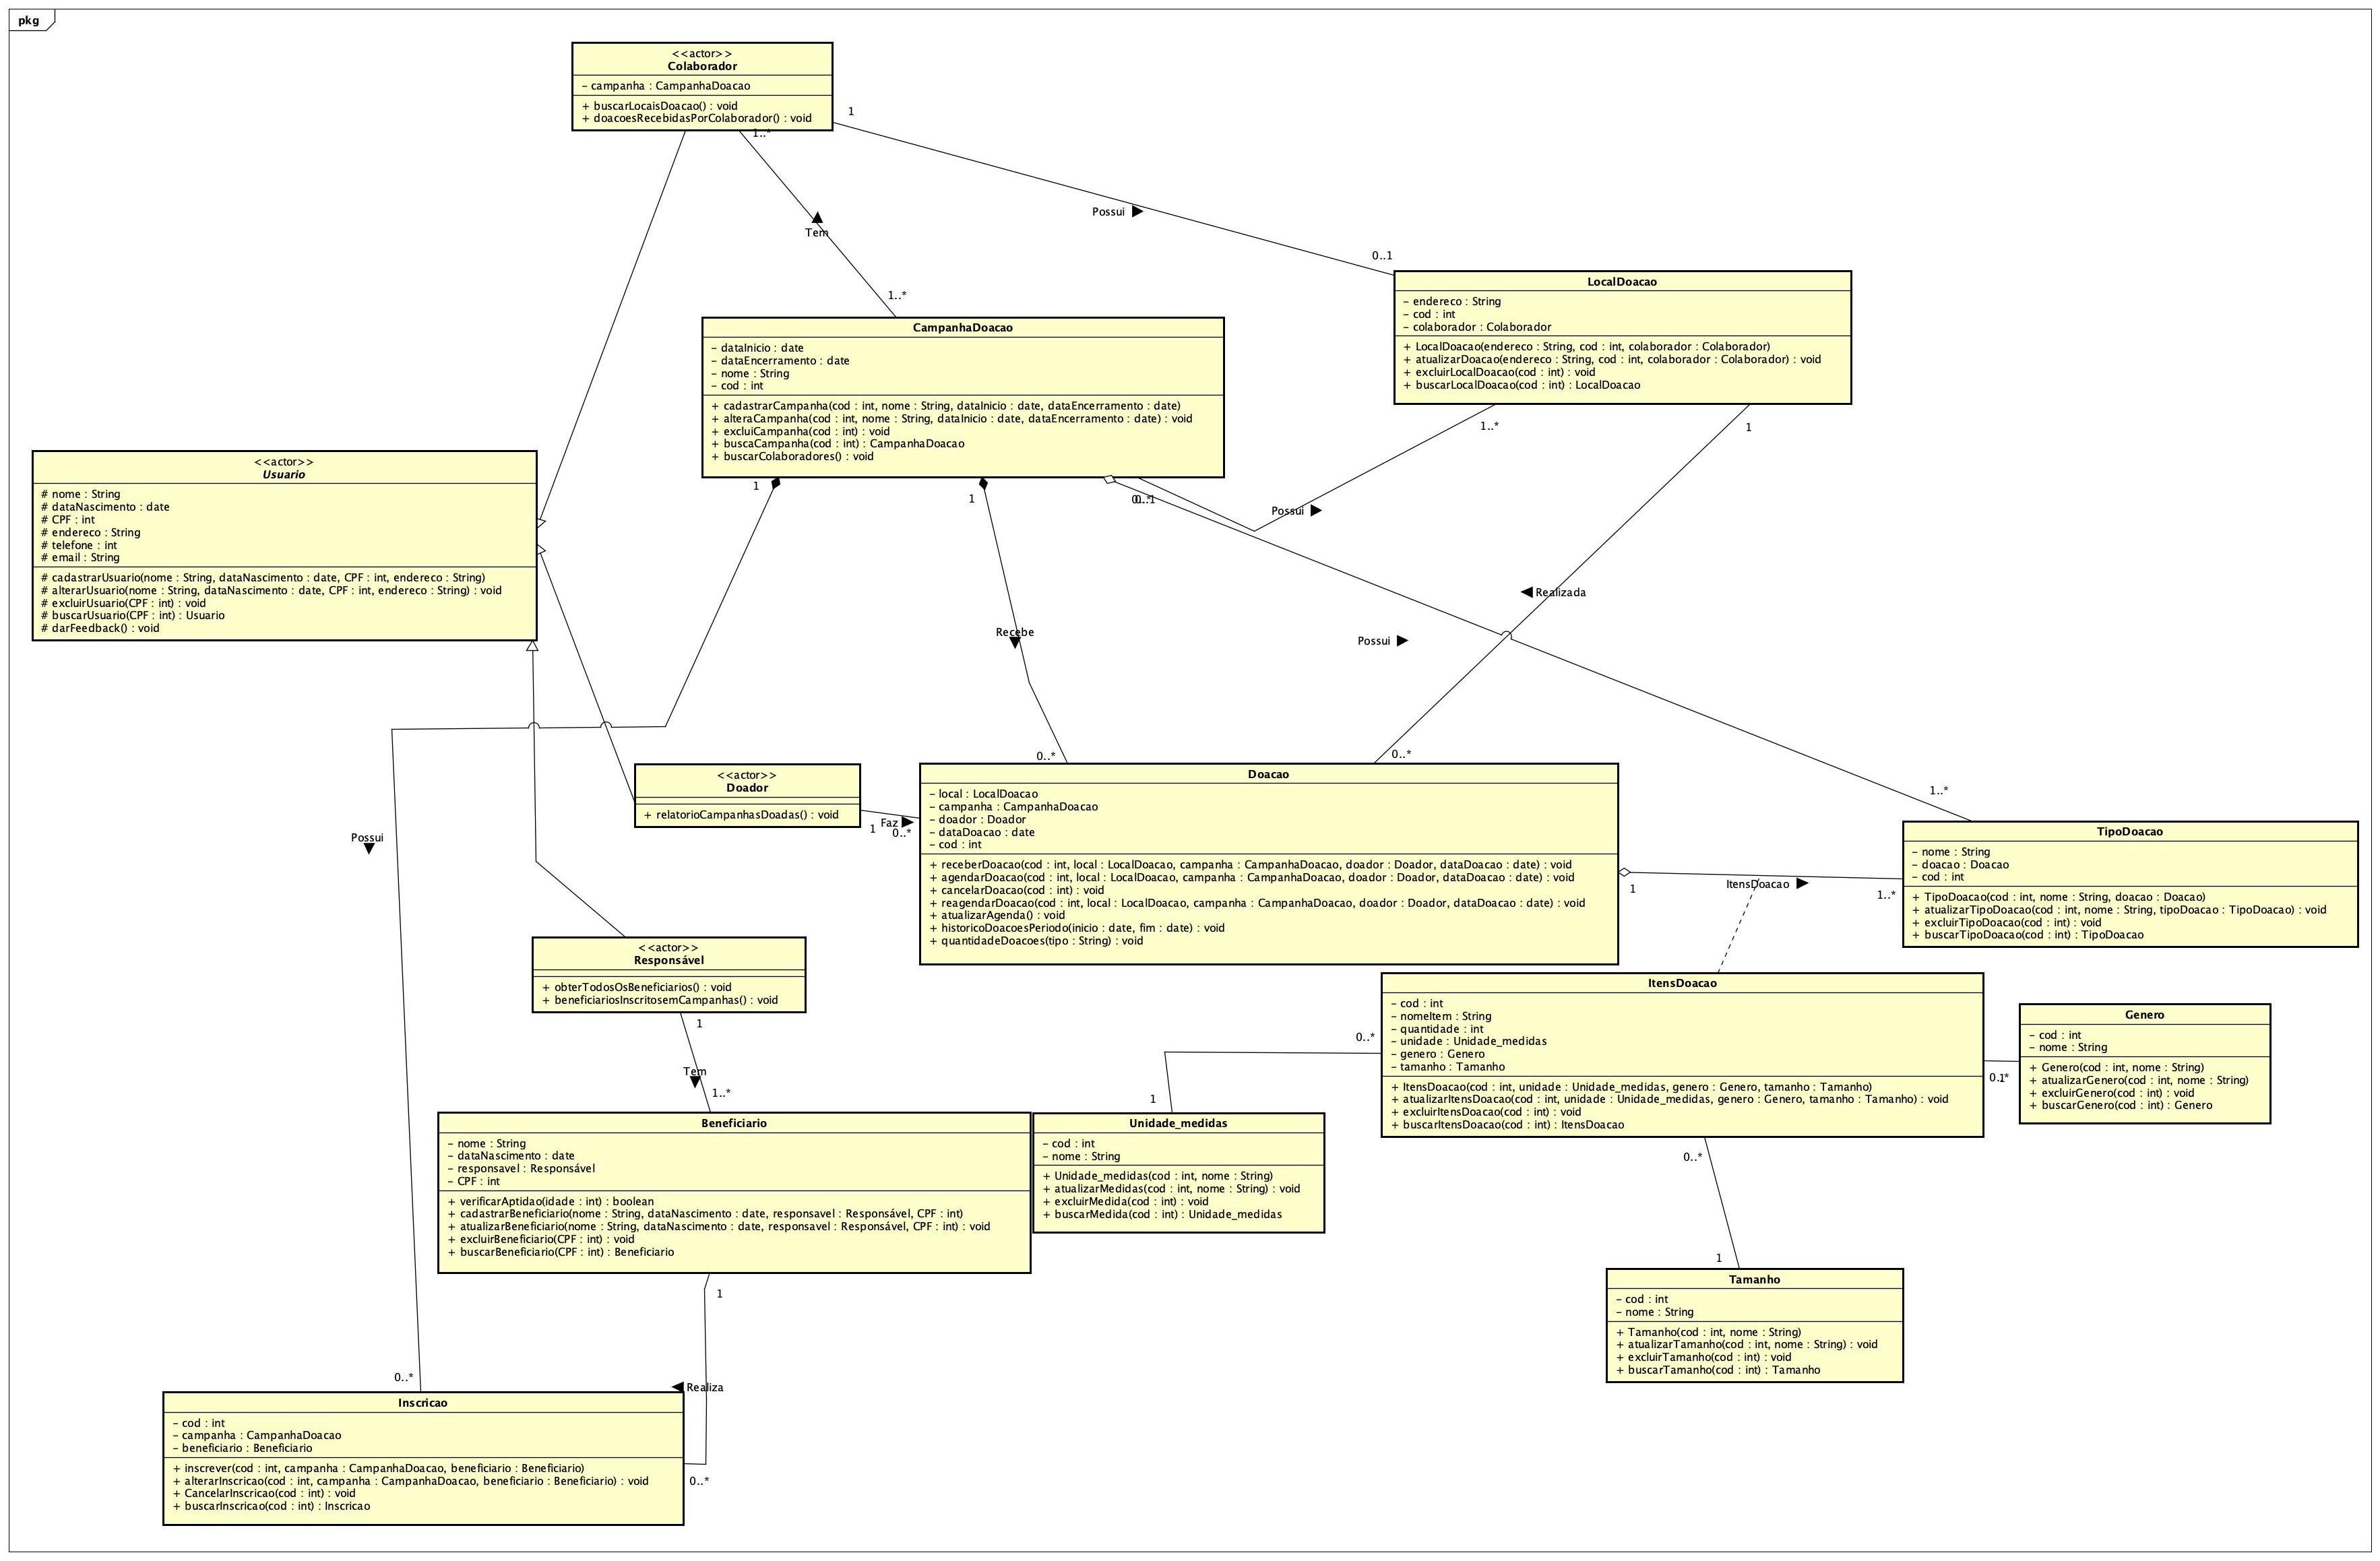 pkg
<<actor>>
Colaborador
– campanha : CampanhaDoacao
+ buscarLocaisDoacao() : void
+ doacoesRecebidasPorColaborador() : void
1..*
1
Possui
0..1
Tem
1..*
LocalDoacao
– endereco : String
– cod : int
– colaborador : Colaborador
+ LocalDoacao(endereco : String, cod : int, colaborador : Colaborador)
+ atualizarDoacao(endereco : String, cod : int, colaborador : Colaborador) : void
+ excluirLocalDoacao(cod : int) : void
+ buscarLocalDoacao(cod : int) : LocalDoacao
1..*
1
CampanhaDoacao
– dataInicio : date
– dataEncerramento : date
– nome : String
– cod : int
+ cadastrarCampanha(cod : int, nome : String, dataInicio : date, dataEncerramento : date)
+ alteraCampanha(cod : int, nome : String, dataInicio : date, dataEncerramento : date) : void
+ excluiCampanha(cod : int) : void
+ buscaCampanha(cod : int) : CampanhaDoacao
+ buscarColaboradores() : void
1
1
Possui
<<actor>>
Usuario
# nome : String
# dataNascimento : date
# CPF : int
# endereco : String
# telefone : int
# email : String
# cadastrarUsuario(nome : String, dataNascimento : date, CPF : int, endereco : String)
# alterarUsuario(nome : String, dataNascimento : date, CPF : int, endereco : String) : void
# excluirUsuario(CPF : int) : void
# buscarUsuario(CPF : int) : Usuario
# darFeedback() : void
Realizada
Recebe
Possui
0..*
0..*
<<actor>>
Doador
+ relatorioCampanhasDoadas() : void
1
Faz
0..*
Possui
Doacao
– local : LocalDoacao
– campanha : CampanhaDoacao
– doador : Doador
– dataDoacao : date
– cod : int
+ receberDoacao(cod : int, local : LocalDoacao, campanha : CampanhaDoacao, doador : Doador, dataDoacao : date) : void
+ agendarDoacao(cod : int, local : LocalDoacao, campanha : CampanhaDoacao, doador : Doador, dataDoacao : date) : void
+ cancelarDoacao(cod : int) : void
+ reagendarDoacao(cod : int, local : LocalDoacao, campanha : CampanhaDoacao, doador : Doador, dataDoacao : date) : void
+ atualizarAgenda() : void
+ historicoDoacoesPeriodo(inicio : date, fim : date) : void
+ quantidadeDoacoes(tipo : String) : void
1
ItensDoacao
1..*
1..*
TipoDoacao
– nome : String
– doacao : Doacao
– cod : int
+ TipoDoacao(cod : int, nome : String, doacao : Doacao)
+ atualizarTipoDoacao(cod : int, nome : String, tipoDoacao : TipoDoacao) : void
+ excluirTipoDoacao(cod : int) : void
+ buscarTipoDoacao(cod : int) : TipoDoacao
<<actor>>
Responsável
+ obterTodosOsBeneficiarios() : void
+ beneficiariosInscritosemCampanhas() : void
1
Tem
1..*
ItensDoacao
– cod : int
– nomeItem : String
– quantidade : int
– unidade : Unidade_medidas
– genero : Genero
– tamanho : Tamanho
+ ItensDoacao(cod : int, unidade : Unidade_medidas, genero : Genero, tamanho : Tamanho)
+ atualizarItensDoacao(cod : int, unidade : Unidade_medidas, genero : Genero, tamanho : Tamanho) : void
+ excluirItensDoacao(cod : int) : void
+ buscarItensDoacao(cod : int) : ItensDoacao
0..*
1
0..*
Genero
– cod : int
– nome : String
+ Genero(cod : int, nome : String)
+ atualizarGenero(cod : int, nome : String)
+ excluirGenero(cod : int) : void
+ buscarGenero(cod : int) : Genero
Beneficiario
– nome : String
– dataNascimento : date
– responsavel : Responsável
– CPF : int
+ verificarAptidao(idade : int) : boolean
+ cadastrarBeneficiario(nome : String, dataNascimento : date, responsavel : Responsável, CPF : int)
+ atualizarBeneficiario(nome : String, dataNascimento : date, responsavel : Responsável, CPF : int) : void
+ excluirBeneficiario(CPF : int) : void
+ buscarBeneficiario(CPF : int) : Beneficiario
1
Unidade_medidas
– cod : int
– nome : String
+ Unidade_medidas(cod : int, nome : String)
+ atualizarMedidas(cod : int, nome : String) : void
+ excluirMedida(cod : int) : void
+ buscarMedida(cod : int) : Unidade_medidas
1
Tamanho
– cod : int
– nome : String
+ Tamanho(cod : int, nome : String)
+ atualizarTamanho(cod : int, nome : String) : void
+ excluirTamanho(cod : int) : void
+ buscarTamanho(cod : int) : Tamanho
0..*
Realiza
Inscricao
– cod : int
– campanha : CampanhaDoacao
– beneficiario : Beneficiario
+ inscrever(cod : int, campanha : CampanhaDoacao, beneficiario : Beneficiario)
+ alterarInscricao(cod : int, campanha : CampanhaDoacao, beneficiario : Beneficiario) : void
+ CancelarInscricao(cod : int) : void
+ buscarInscricao(cod : int) : Inscricao
0..*